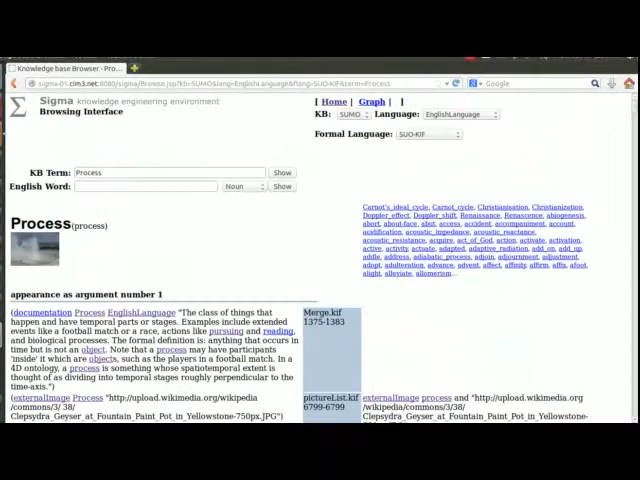 Knowledge base Browser - Pro...
sigma-01.cim3.net:8080/sigma/Browse.jsp?kb=SUMO&lang=EnglishLanguage&flang=SUO-KIF&term=Process
Google
Σ Sigma knowledge engineering environment
Browsing Interface
[ Home | Graph | ]
KB: SUMO Language: EnglishLanguage
Formal Language: SUO-KIF
KB Term: Process Show
English Word: Noun Show
Process(process)
Carnot's_ideal_cycle, Carnot_cycle, Christianisation, Christianization,
Doppler_effect, Doppler_shift, Renaissance, Renascence, abiogenesis,
abort, about-face, abut, access, accident, accompaniment, account,
acidification, acoustic_impedance, acoustic_reactance,
acoustic_resistance, acquire, act_of_God, action, activate, activation,
active, activity, actuate, adapted, adaptive_radiation, add_on, add_up,
addle, address, adiabatic_process, adjoin, adjournment, adjustment,
adopt, adulteration, advance, advent, affect, affinity, affirm, affix, afoot,
alight, alleviate, allomerism...
appearance as argument number 1
(documentation Process EnglishLanguage "The class of things that
happen and have temporal parts or stages. Examples include extended
events like a football match or a race, actions like pursuing and reading,
and biological processes. The formal definition is: anything that occurs
in time but is not an object. Note that a process may have participants
'inside' it which are objects, such as the players in a football match. In a
4D ontology, a process is something whose spatiotemporal extent is
thought of as dividing into temporal stages roughly perpendicular to the
time-axis.")
Merge.kif
1375-1383
(externalImage Process "http://upload.wikimedia.org/wikipedia
/commons/3/ 38/
Clepsydra_Geyser_at_Fountain_Paint_Pot_in_Yellowstone-750px.JPG")
pictureList.kif
6799-6799
externalImage process and "http://upload.wikimedia.org
/wikipedia/commons/3/38/
Clepsydra_Geyser_at_Fountain_Paint_Pot_in_Yellowstone-